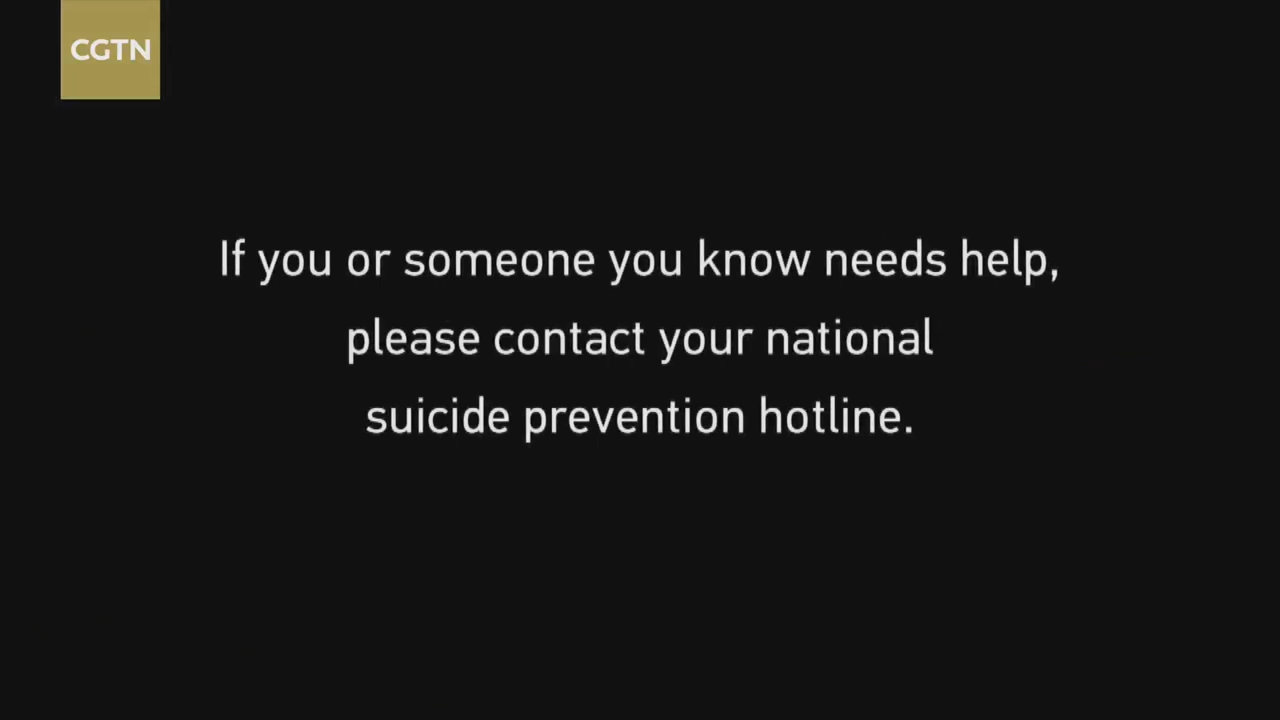 CGTN
If you or someone you know needs help,
please contact your national
suicide prevention hotline.